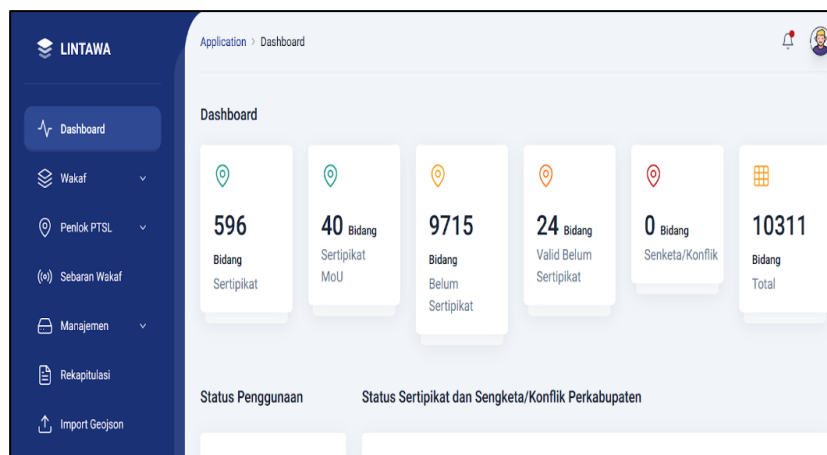 LINTAWA
Application > Dashboard
Dashboard
Wakaf
Penlok PTSL
Sebaran Wakaf
Manajemen
Rekapitulasi
Import Geojson
Dashboard
596
Bidang
Sertipikat
40 Bidang
Sertipikat
MoU
9715
Bidang
Belum
Sertipikat
24 Bidang
Valid Belum
Sertipikat
0 Bidang
Senketa/Konflik
10311
Bidang
Total
Status Penggunaan
Status Sertipikat dan Sengketa/Konflik Perkabupaten